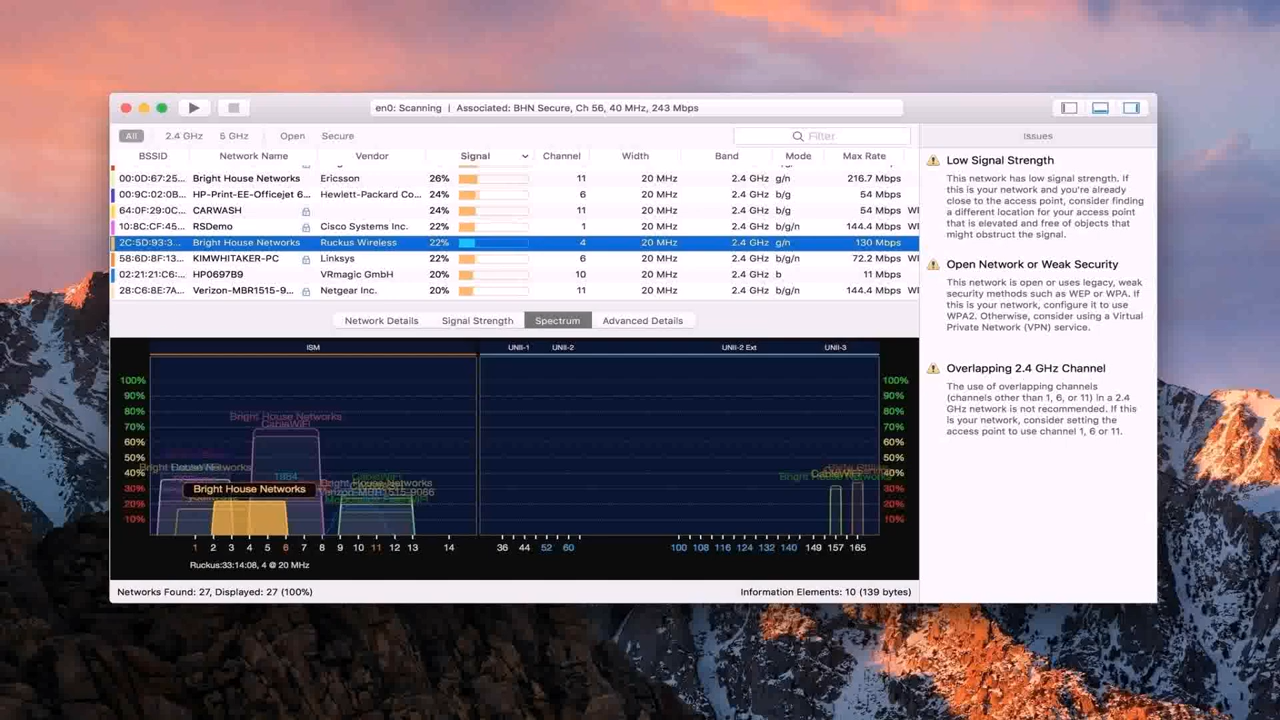 en0: Scanning | Associated: BHN Secure, Ch 56, 40 MHz, 243 Mbps
All 2.4 GHz 5 GHz Open Secure Filter
BSSID Network Name Vendor Signal Channel Width Band Mode Max Rate
00:0D:67:25... Bright House Networks Ericsson 26% 11 20 MHz 2.4 GHz g/n 216.7 Mbps
00:9C:02:0B... HP-Print-EE-Officejet 6... Hewlett-Packard Co... 24% 6 20 MHz 2.4 GHz b/g 54 Mbps
64:0F:29:0C... CARWASH 24% 11 20 MHz 2.4 GHz b/g 54 Mbps
10:8C:CF:45... RSDemo Cisco Systems Inc. 22% 1 20 MHz 2.4 GHz b/g/n 144.4 Mbps
2C:5D:93:3... Bright House Networks Ruckus Wireless 22% 4 20 MHz 2.4 GHz g/n 130 Mbps
58:6D:8F:13... KIMWHITAKER-PC Linksys 22% 6 20 MHz 2.4 GHz b/g/n 72.2 Mbps
02:21:21:C6:... HP0697B9 VRmagic GmbH 20% 10 20 MHz 2.4 GHz b 11 Mbps
28:C6:8E:7A... Verizon-MBR1515-9... Netgear Inc. 20% 11 20 MHz 2.4 GHz b/g/n 144.4 Mbps
Network Details Signal Strength Spectrum Advanced Details
ISM UNII-1 UNII-2 UNII-2 Ext UNII-3
100% 100%
90% 90%
80% 80%
Bright House Networks
CableWiFi
70% 70%
60% 60%
50% 50%
40% 40%
30% Bright House Networks 30%
20% 20%
10% 10%
1 2 3 4 5 6 7 8 9 10 11 12 13 14 36 44 52 60 100 108 116 124 132 140 149 157 165
Ruckus:33:14:08, 4 @ 20 MHz
Networks Found: 27, Displayed: 27 (100%) Information Elements: 10 (139 bytes)
Issues
Low Signal Strength
This network has low signal strength. If
this is your network and you're already
close to the access point, consider finding
a different location for your access point
that is elevated and free of objects that
might obstruct the signal.
Open Network or Weak Security
This network is open or uses legacy, weak
security methods such as WEP or WPA. If
this is your network, configure it to use
WPA2. Otherwise, consider using a Virtual
Private Network (VPN) service.
Overlapping 2.4 GHz Channel
The use of overlapping channels
(channels other than 1, 6, or 11) in a 2.4
GHz network is not recommended. If this
is your network, consider setting the
access point to use channel 1, 6 or 11.